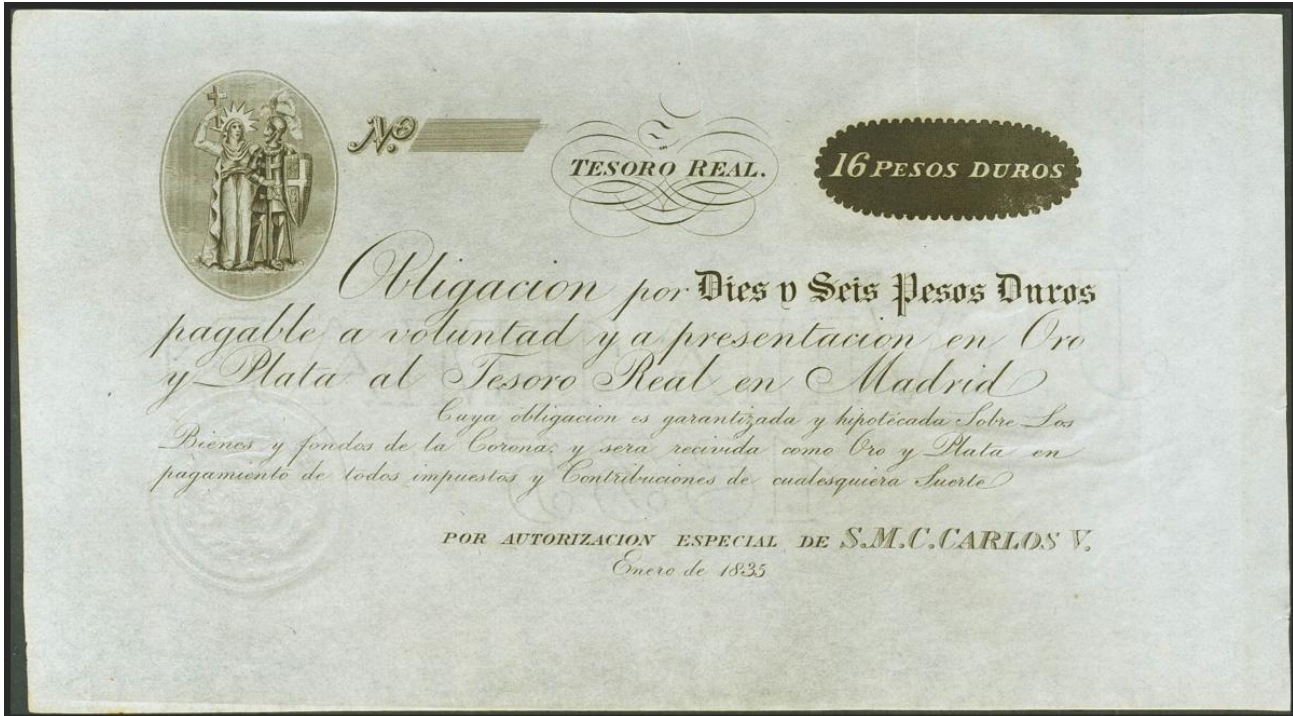 No.
TESORO REAL.
16 PESOS DUROS
Obligacion por Dies y Seis Pesos Duros
pagable a voluntad y a presentacion en Oro
y Plata al Tesoro Real en Madrid
Cuya obligacion es garantizada y hipotecada Sobre Los
Bienes y fondos de la Corona; y sera recivida como Oro y Plata en
pagamiento de todos impuestos y Contribuciones de cualesquiera Suerte
POR AUTORIZACION ESPECIAL DE S.M.C. CARLOS V.
Enero de 1835